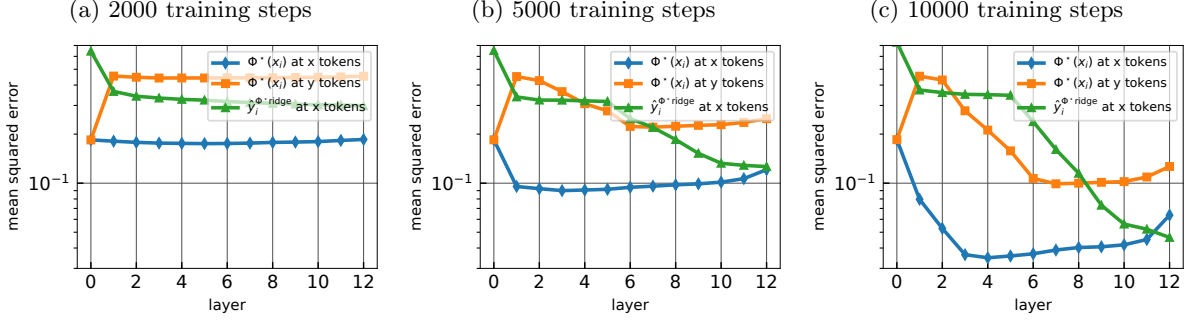 (a) 2000 training steps
mean squared error
10⁻¹
Φ*(xᵢ) at x tokens
Φ*(xᵢ) at y tokens
ŷᵢ^Φ*ridge at x tokens
0 2 4 6 8 10 12
layer
(b) 5000 training steps
mean squared error
10⁻¹
Φ*(xᵢ) at x tokens
Φ*(xᵢ) at y tokens
ŷᵢ^Φ*ridge at x tokens
0 2 4 6 8 10 12
layer
(c) 10000 training steps
mean squared error
10⁻¹
Φ*(xᵢ) at x tokens
Φ*(xᵢ) at y tokens
ŷᵢ^Φ*ridge at x tokens
0 2 4 6 8 10 12
layer